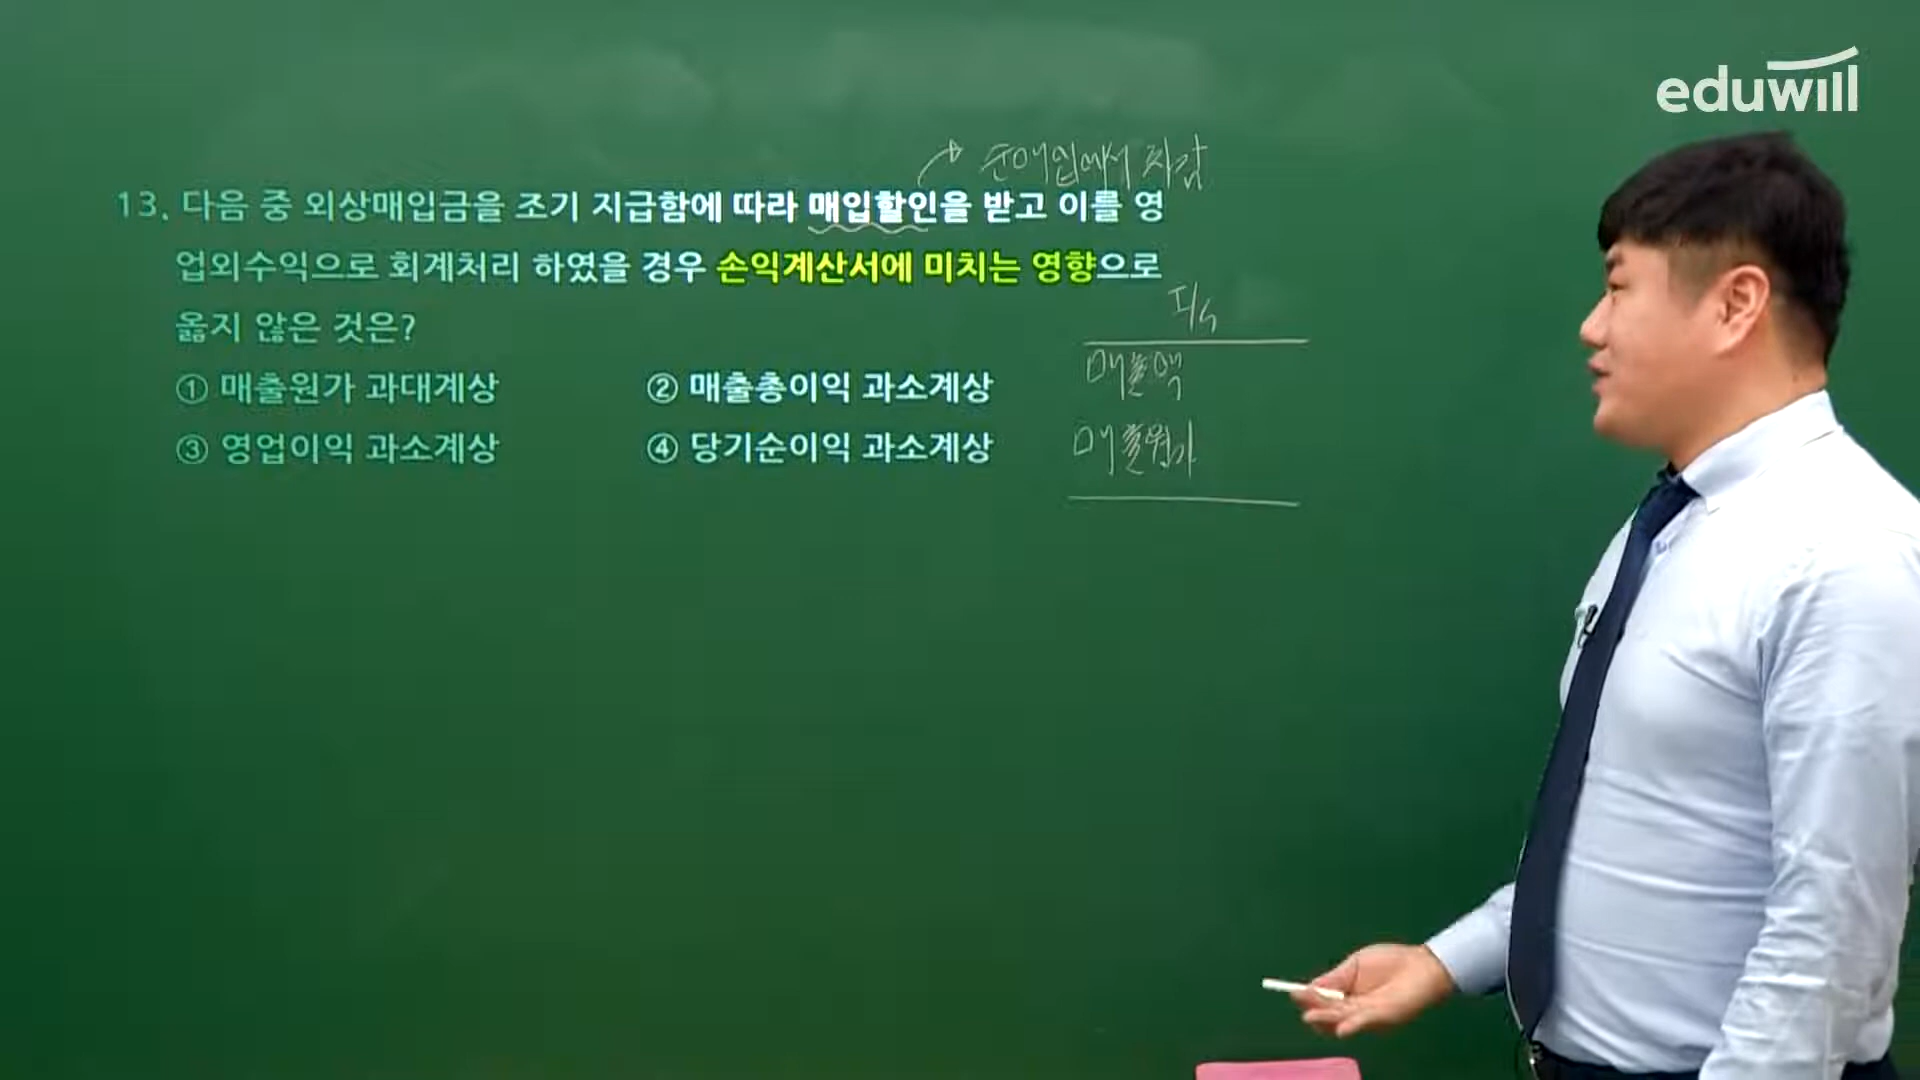 eduwill
순매입에서 차감
13. 다음 중 외상매입금을 조기 지급함에 따라 매입할인을 받고 이를 영
업외수익으로 회계처리 하였을 경우 손익계산서에 미치는 영향으로
옳지 않은 것은?
I/S
① 매출원가 과대계상 ② 매출총이익 과소계상
매출액
③ 영업이익 과소계상 ④ 당기순이익 과소계상
매출원가